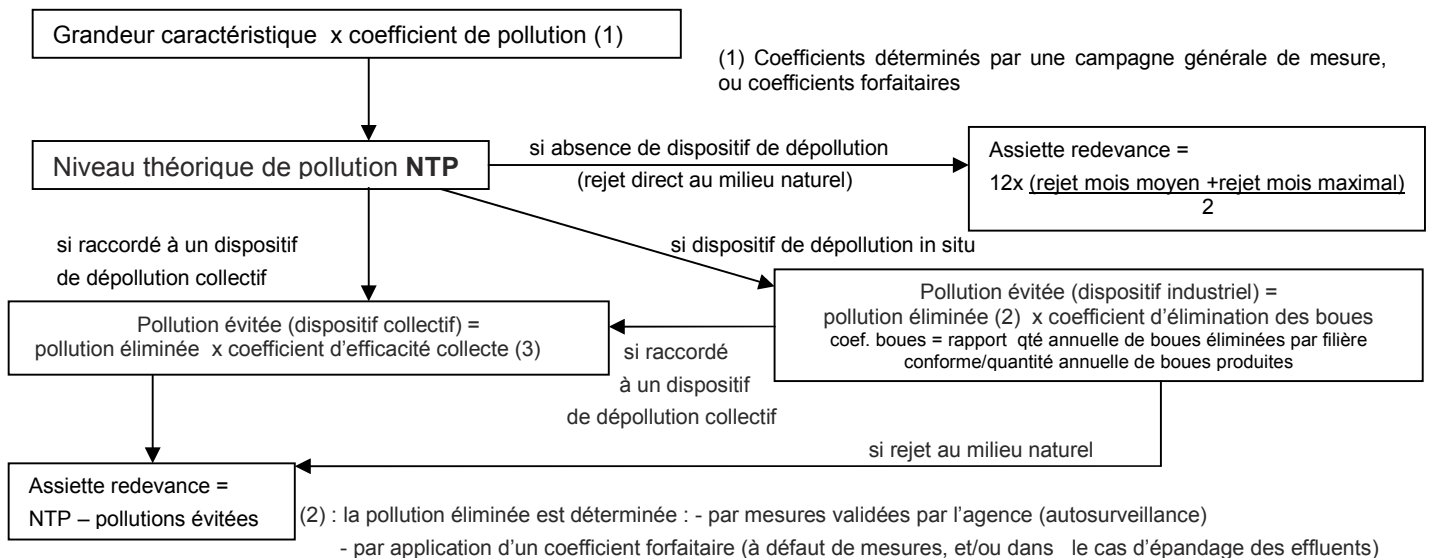 Grandeur caractéristique x coefficient de pollution (1)
(1) Coefficients déterminés par une campagne générale de mesure,
ou coefficients forfaitaires
Niveau théorique de pollution NTP
si absence de dispositif de dépollution
(rejet direct au milieu naturel)
Assiette redevance =
12x (rejet mois moyen +rejet mois maximal)
2
si raccordé à un dispositif
de dépollution collectif
si dispositif de dépollution in situ
Pollution évitée (dispositif collectif) =
pollution éliminée x coefficient d'efficacité collecte (3)
si raccordé
à un dispositif
de dépollution collectif
Pollution évitée (dispositif industriel) =
pollution éliminée (2) x coefficient d'élimination des boues
coef. boues = rapport qté annuelle de boues éliminées par filière
conforme/quantité annuelle de boues produites
si rejet au milieu naturel
Assiette redevance =
NTP – pollutions évitées
(2) : la pollution éliminée est déterminée : - par mesures validées par l'agence (autosurveillance)
- par application d'un coefficient forfaitaire (à défaut de mesures, et/ou dans le cas d'épandage des effluents)